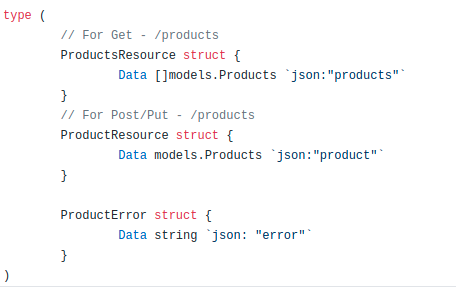 type (
// For Get - /products
ProductsResource struct {
Data []models.Products `json:"products"`
}
// For Post/Put - /products
ProductResource struct {
Data models.Products `json:"product"`
}
ProductError struct {
Data string `json: "error"`
}
)